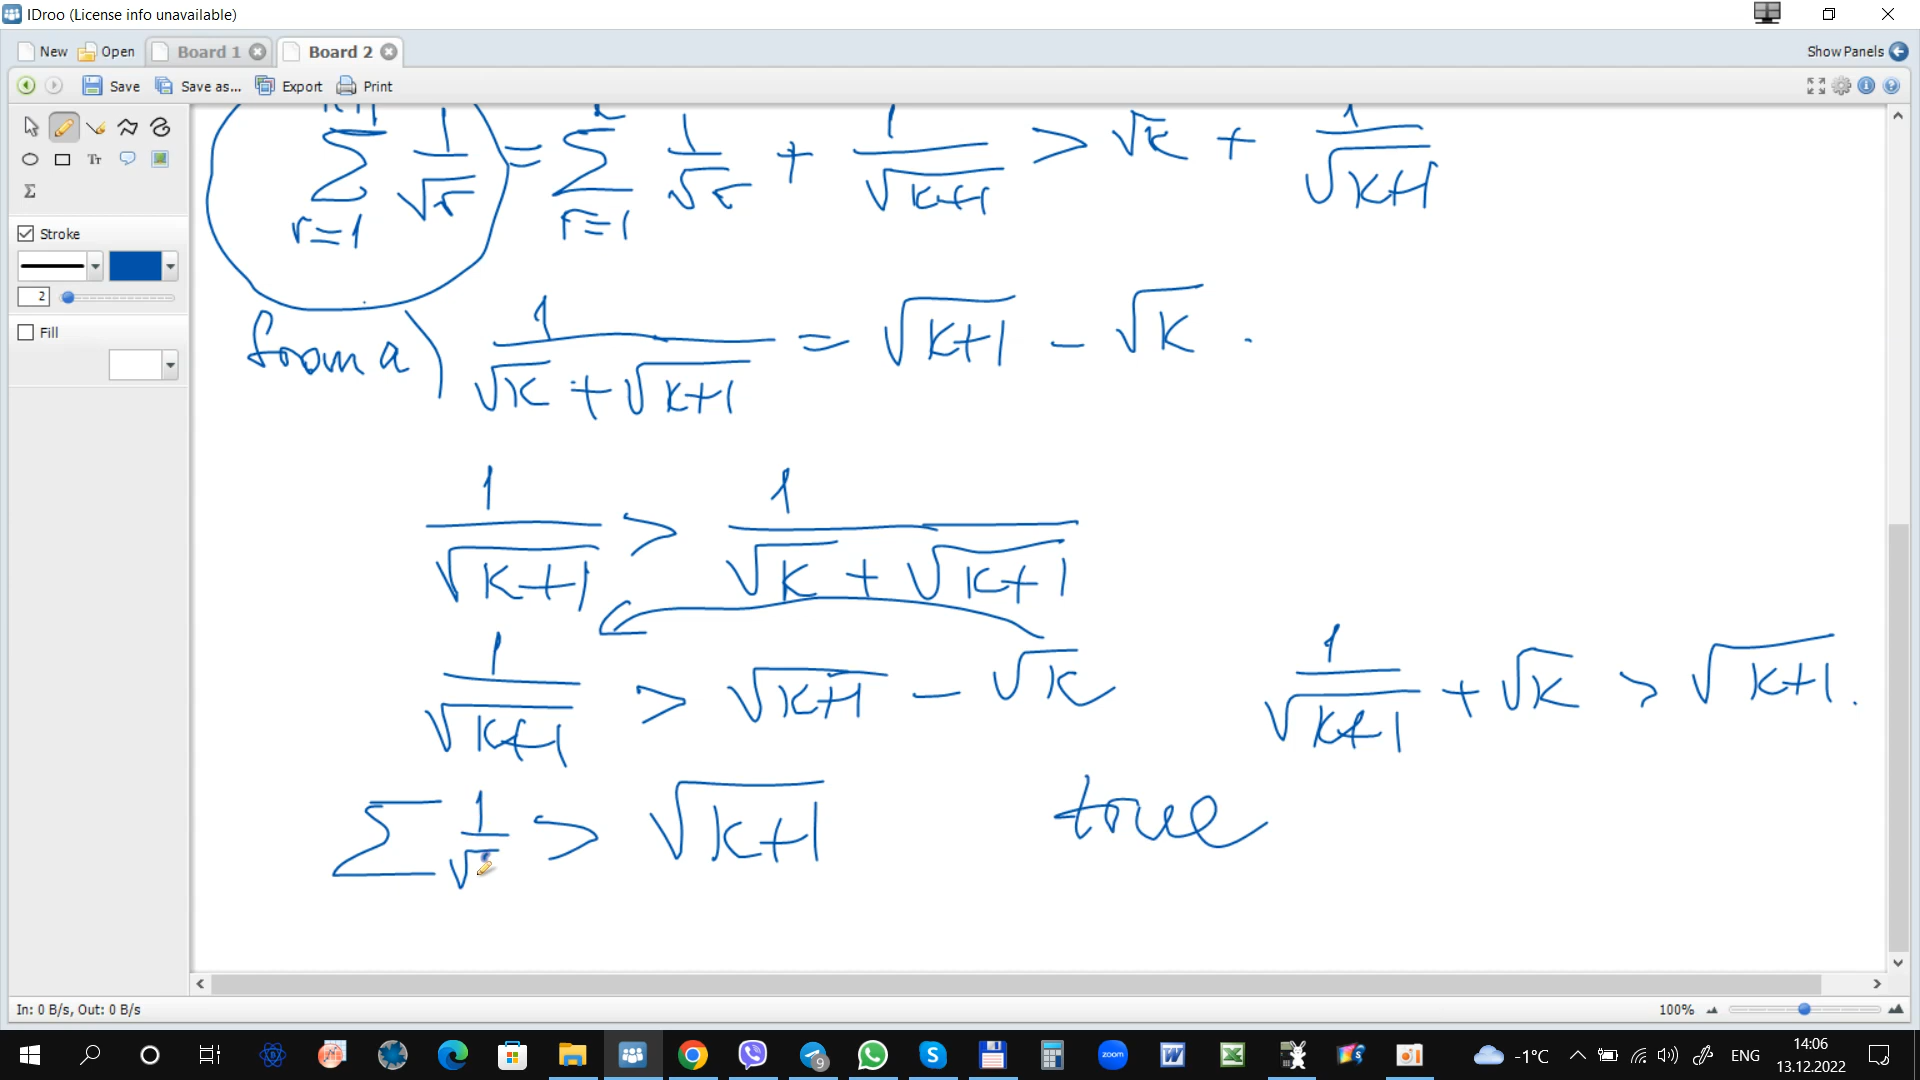 IDroo (License info unavailable)
New Open Board 1 Board 2 Show Panels
Save Save as... Export Print
Tт
Σ
Stroke
2
Fill
∑ r=1 1/√r = ∑ r=1 1/√r + 1/√(k+1) > √k + 1/√(k+1)
from a) 1/(√k + √(k+1)) = √(k+1) - √k .
1/√(k+1) > 1/(√k + √(k+1))
1/√(k+1) > √(k+1) - √k 1/√(k+1) + √k > √(k+1) .
∑ 1/√ > √(k+1) true
In: 0 B/s, Out: 0 B/s 100%
9 zoom -1°C ENG 14:06
13.12.2022